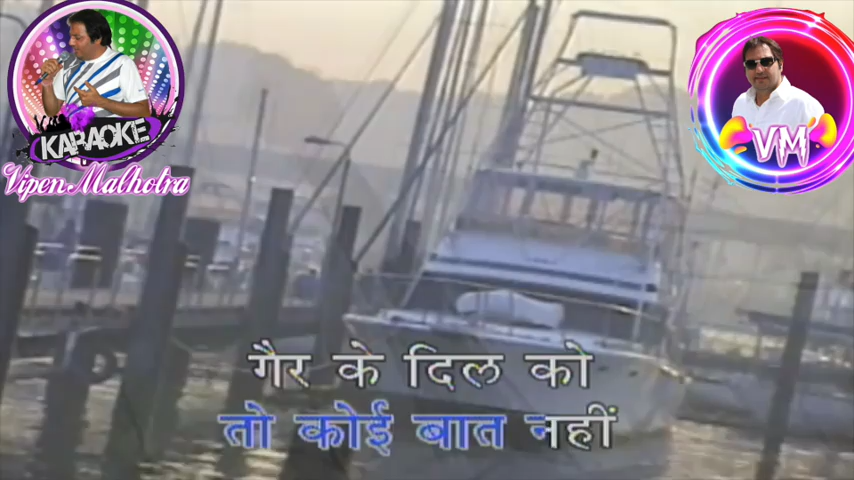 KARAOKE
Vipen Malhotra
VM
गैर के दिल को
तो कोई बात नहीं